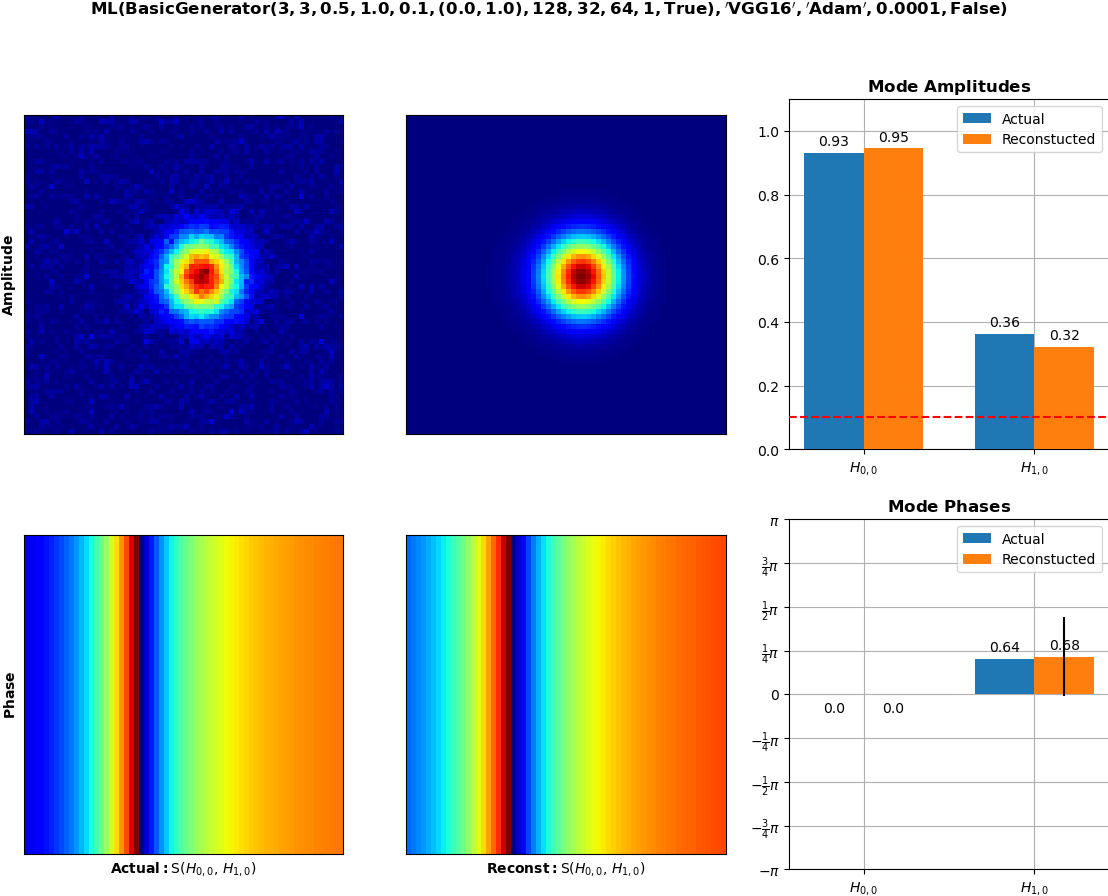 ML(BasicGenerator(3, 3, 0.5, 1.0, 0.1, (0.0, 1.0), 128, 32, 64, 1, True), ′VGG16′, ′Adam′, 0.0001, False)
Amplitude
Mode Amplitudes
Actual
Reconstucted
0.93
0.95
0.36
0.32
1.0
0.8
0.6
0.4
0.2
0.0
H0, 0
H1, 0
Phase
Actual: S(H0, 0, H1, 0)
Reconst: S(H0, 0, H1, 0)
Mode Phases
Actual
Reconstucted
π
3/4π
1/2π
1/4π
0
−1/4π
−1/2π
−3/4π
−π
0.0
0.0
0.64
0.68
H0, 0
H1, 0